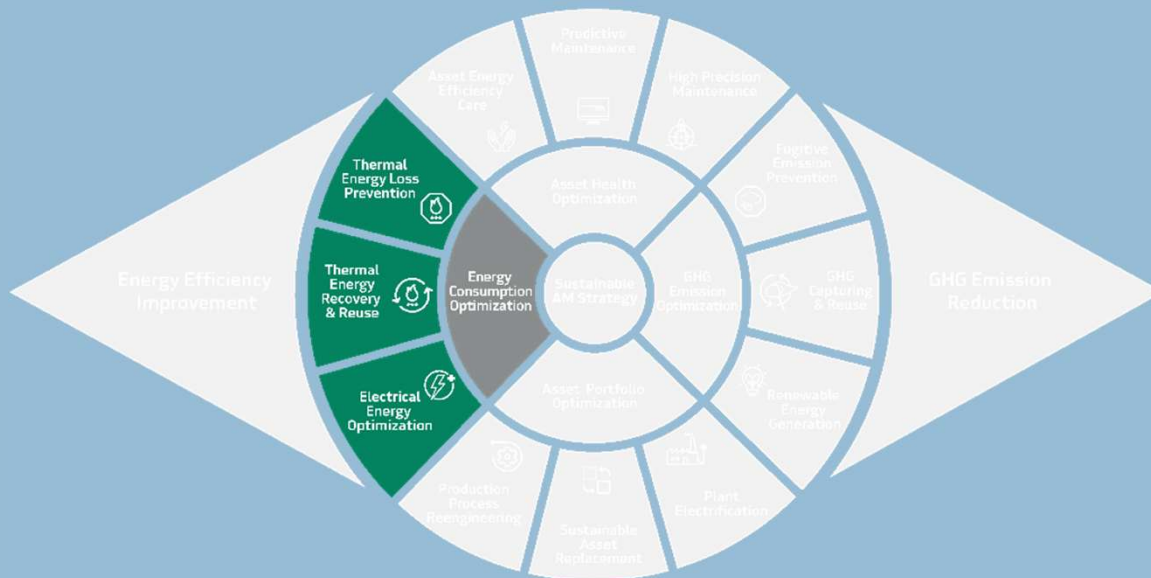 Predictive
Maintenance
Asset Energy
Efficiency
Care
High Precision
Maintenance
Thermal
Energy Loss
Prevention
Fugitive
Emission
Prevention
Asset Health
Optimization
Energy Efficiency
Improvement
Thermal
Energy
Recovery
& Reuse
Energy
Consumption
Optimization
Sustainable
AM Strategy
GHG
Emission
Optimization
GHG
Capturing
& Reuse
GHG Emission
Reduction
Electrical
Energy
Optimization
Asset Portfolio
Optimization
Renewable
Energy
Generation
Production
Process
Reengineering
Sustainable
Asset
Replacement
Plant
Electrification